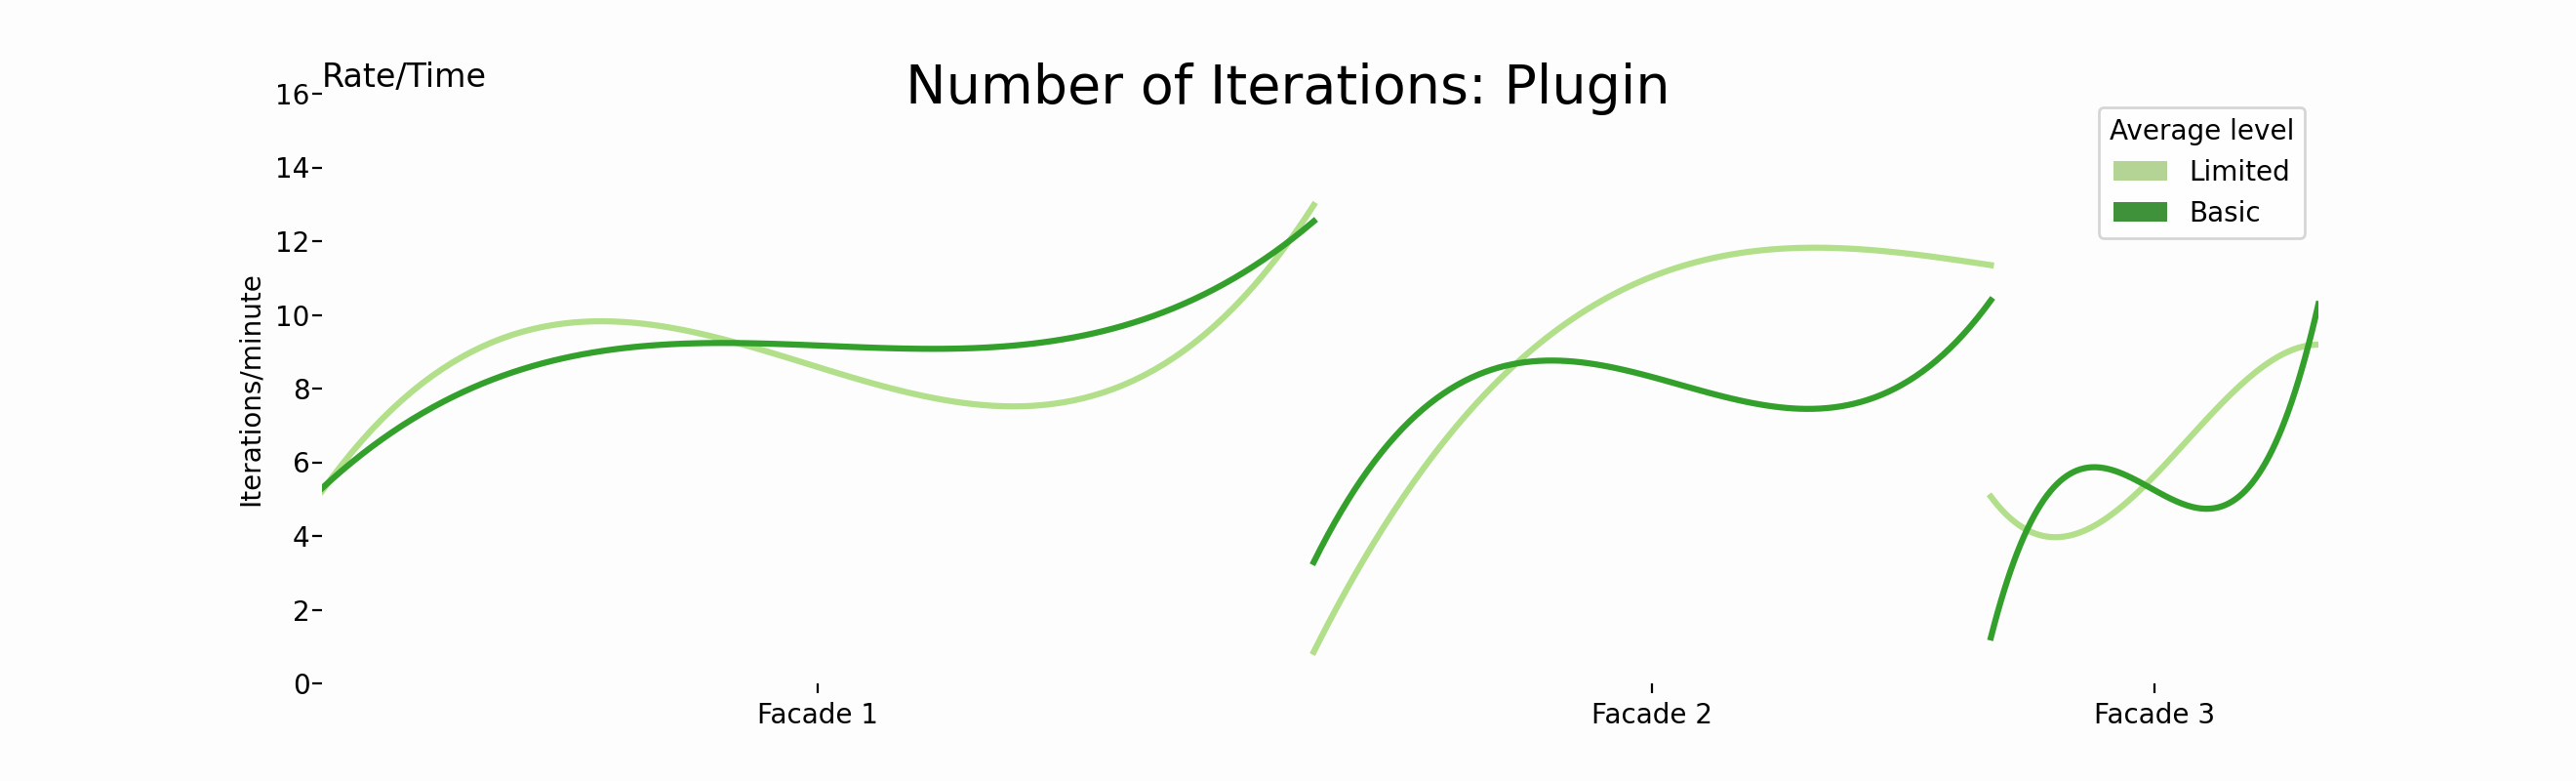 Number of Iterations: Plugin
Rate/Time
Iterations/minute
16
14
12
10
8
6
4
2
0
Facade 1
Facade 2
Facade 3
Average level
Limited
Basic